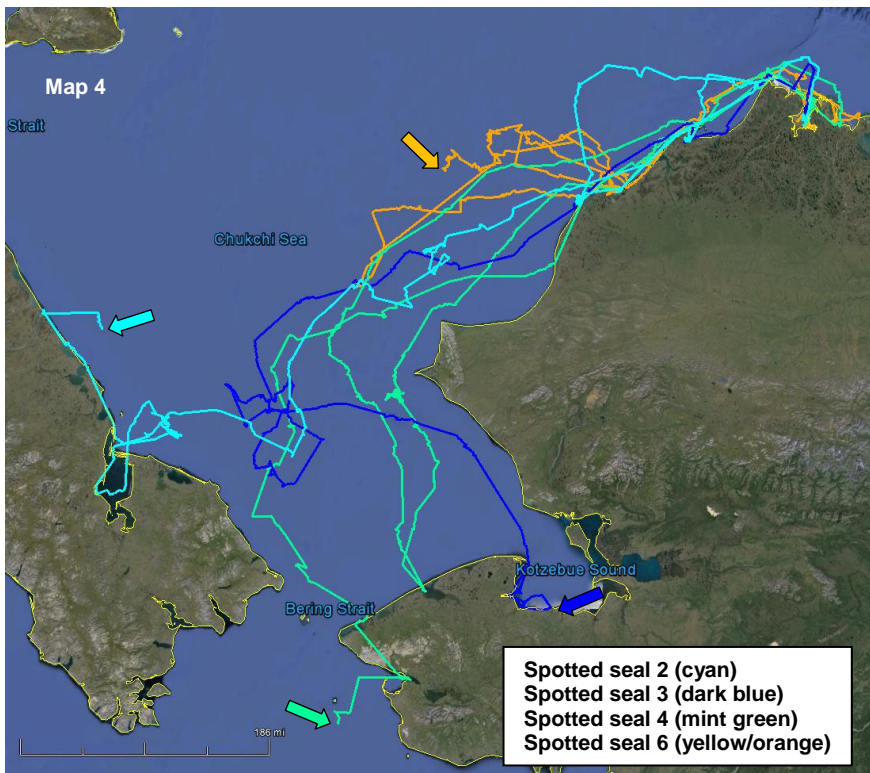 Map 4
Strait
Chukchi Sea
Kotzebue Sound
Bering Strait
Spotted seal 2 (cyan)
Spotted seal 3 (dark blue)
Spotted seal 4 (mint green)
Spotted seal 6 (yellow/orange)
186 mi